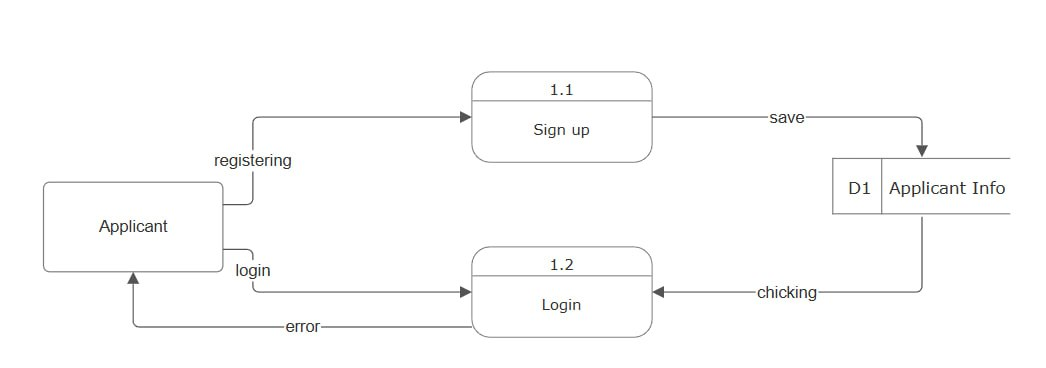 1.1
Sign up
save
registering
D1
Applicant Info
Applicant
login
1.2
Login
chicking
error